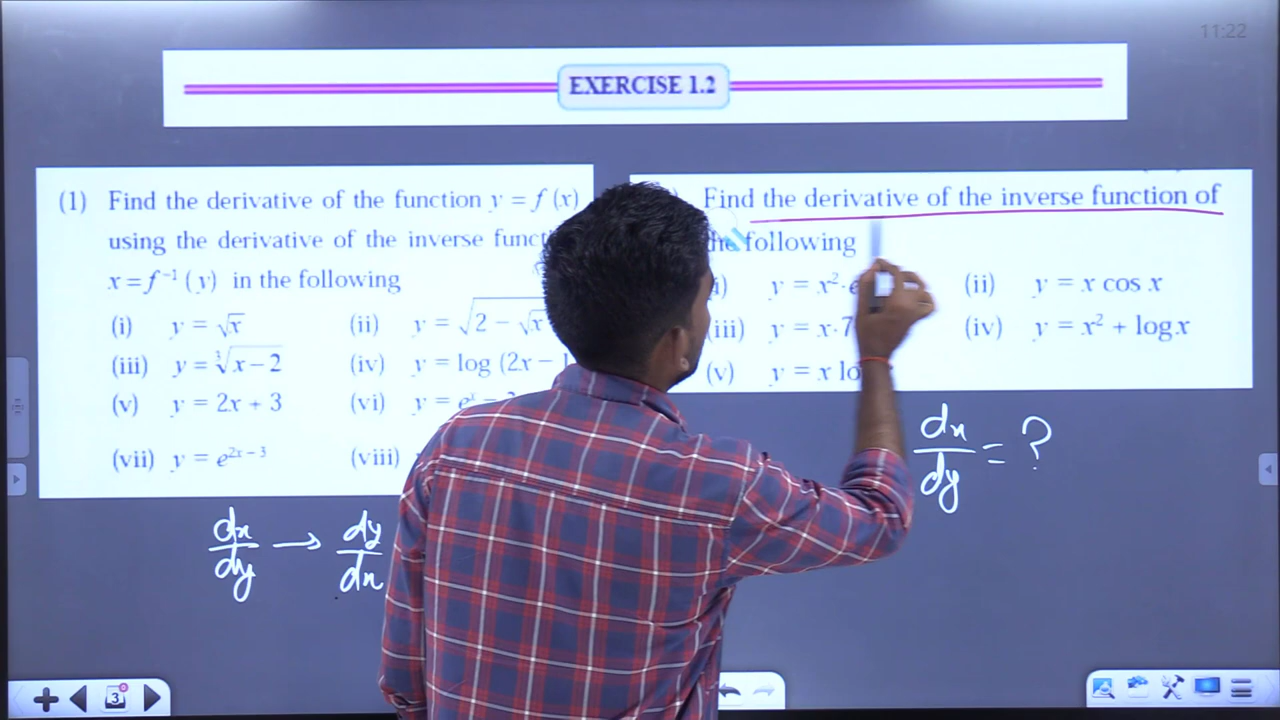 11:22
EXERCISE 1.2
(1) Find the derivative of the function y = f (x)
using the derivative of the inverse
x = f⁻¹ (y) in the following
(i) y = √x (ii) y = √(2 − √x
(iii) y = ∛(x − 2) (iv) y = log (2x −
(v) y = 2x + 3 (vi) y =
(vii) y = e^(2x − 3) (viii)
dx/dy → dy/dx
Find the derivative of the inverse function of
following
y = x² · (ii) y = x cos x
(iii) y = x·7 (iv) y = x² + log x
(v) y = x
dx/dy = ?
3